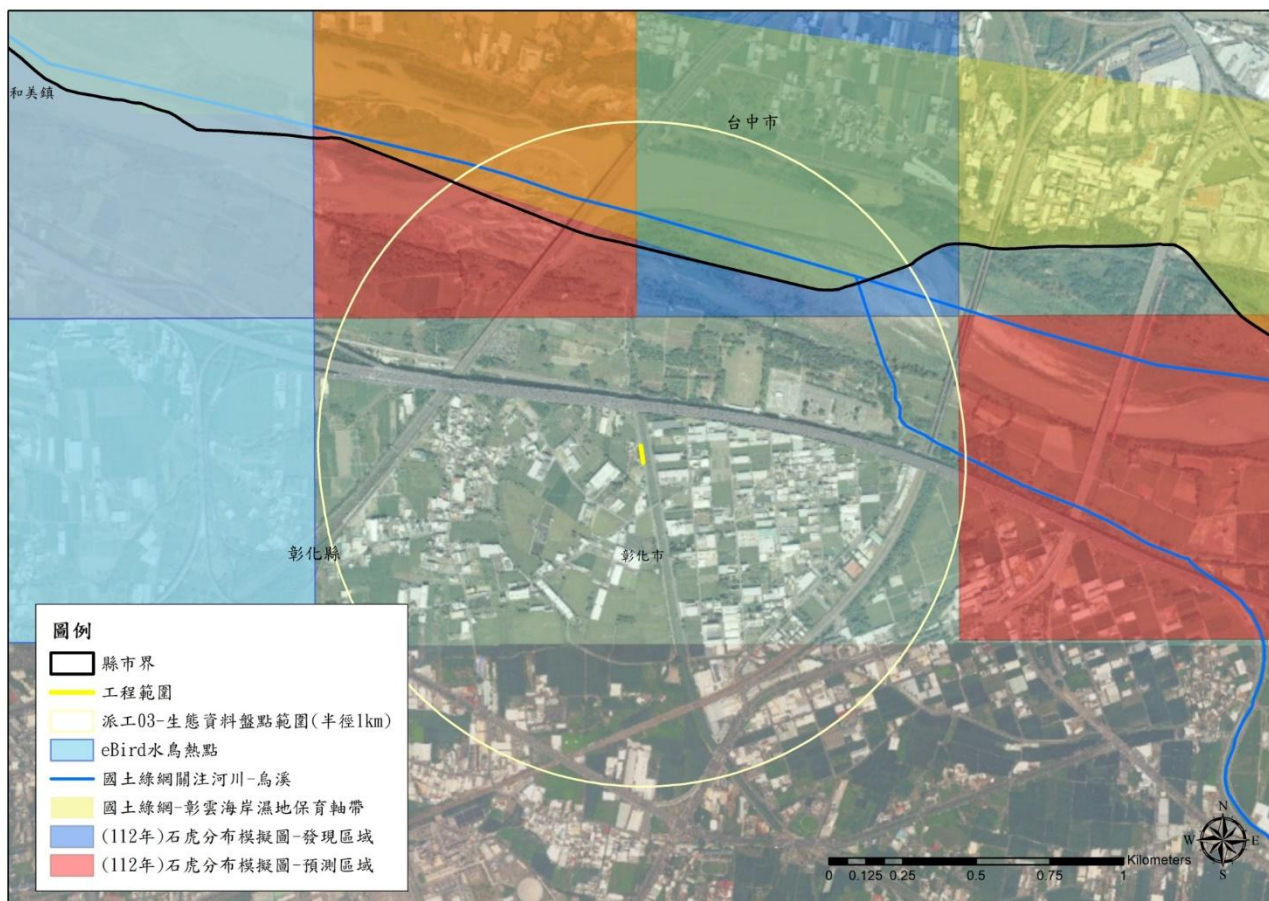 和美鎮
台中市
彰化縣
彰化市
圖例
縣市界
工程範圍
派工03-生態資料盤點範圍(半徑1km)
eBird水鳥熱點
國土綠網關注河川-烏溪
國土綠網-彰雲海岸濕地保育軸帶
(112年)石虎分布模擬圖-發現區域
(112年)石虎分布模擬圖-預測區域
N
W
E
S
Kilometers
0 0.125 0.25 0.5 0.75 1